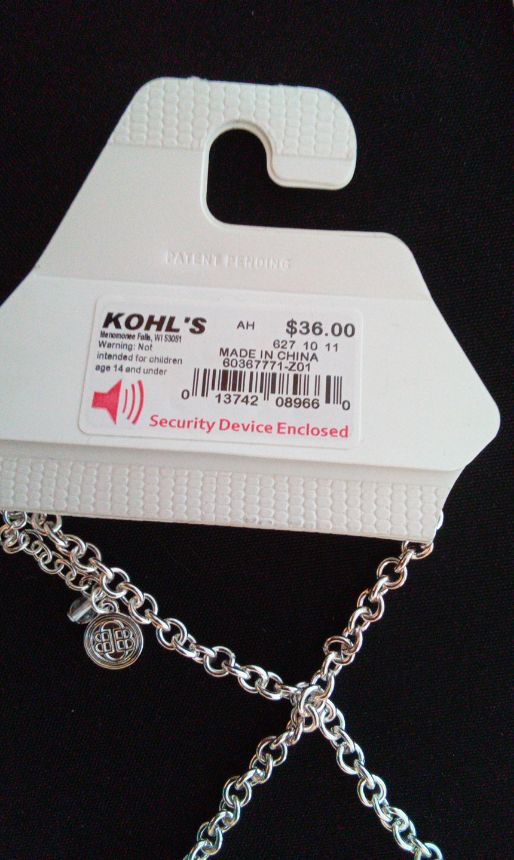 PATENT PENDING
KOHL'S AH $36.00
Menomonee Falls, WI 53051
627 10 11
Warning: Not
intended for children
age 14 and under
MADE IN CHINA
60367771-Z01
0 13742 08966 0
Security Device Enclosed